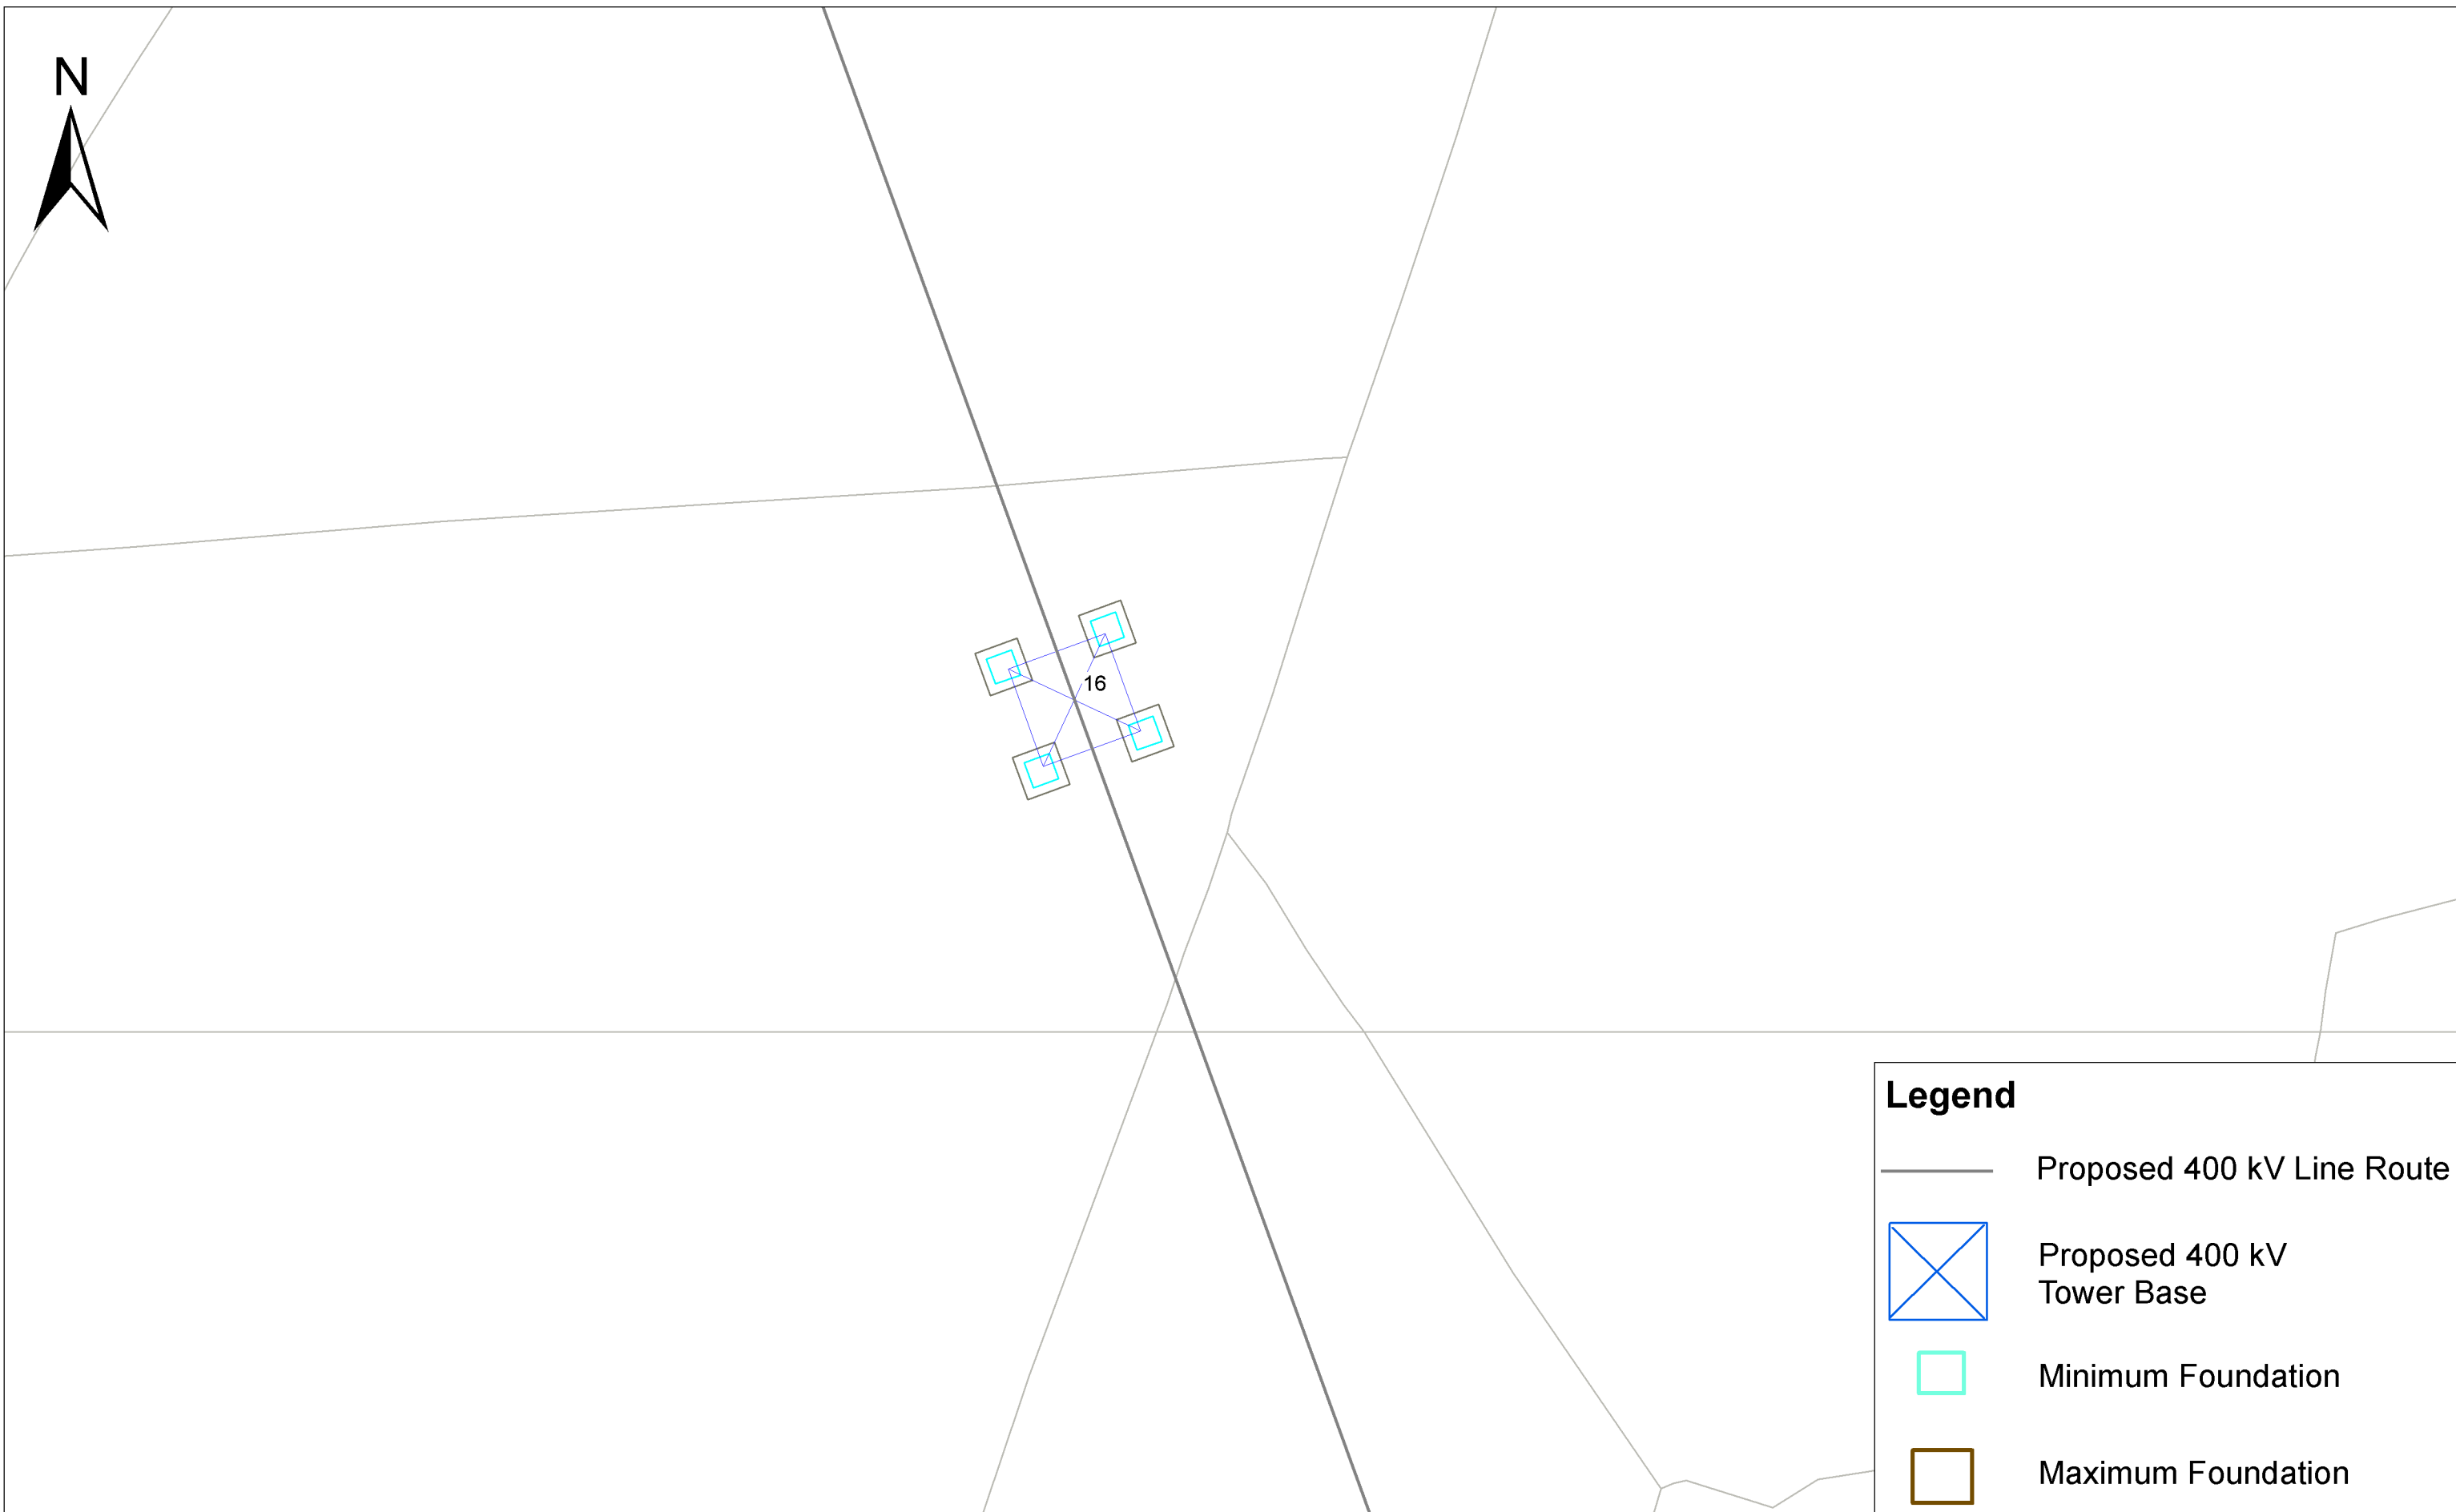 N
16
Legend
Proposed 400 kV Line Route
Proposed 400 kV
Tower Base
Minimum Foundation
Maximum Foundation